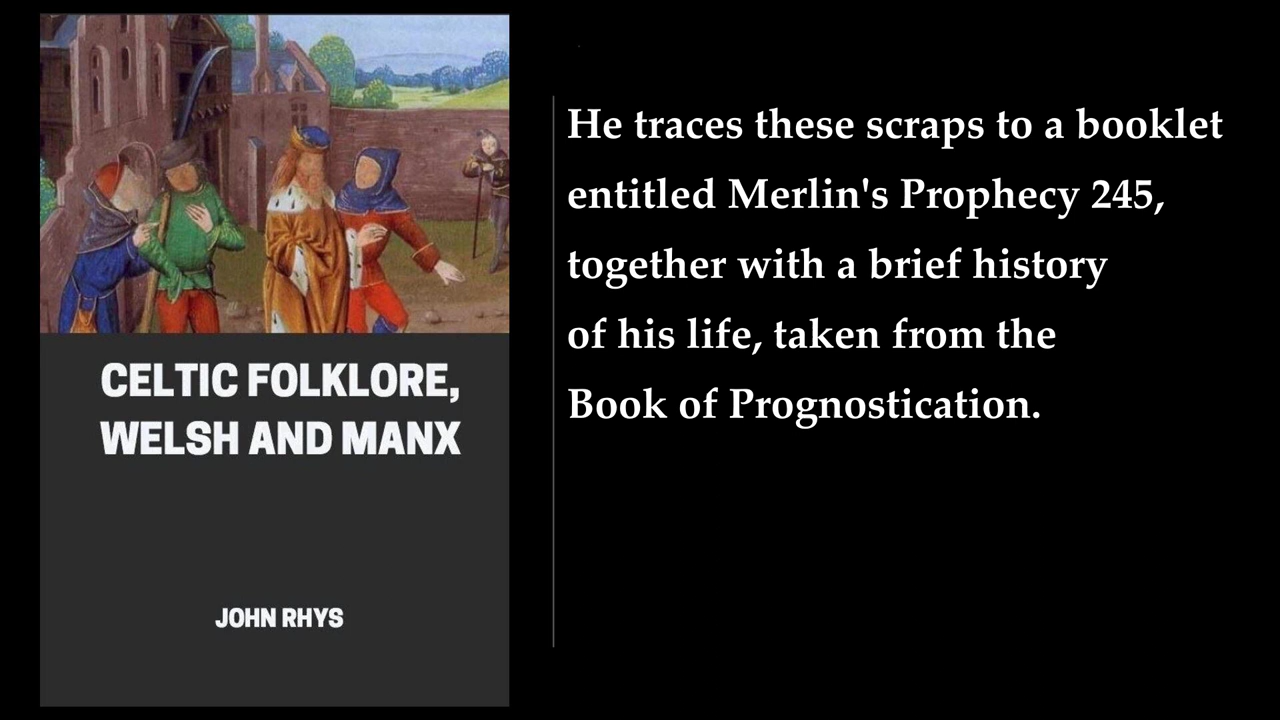 CELTIC FOLKLORE,
WELSH AND MANX
JOHN RHYS
He traces these scraps to a booklet
entitled Merlin's Prophecy 245,
together with a brief history
of his life, taken from the
Book of Prognostication.